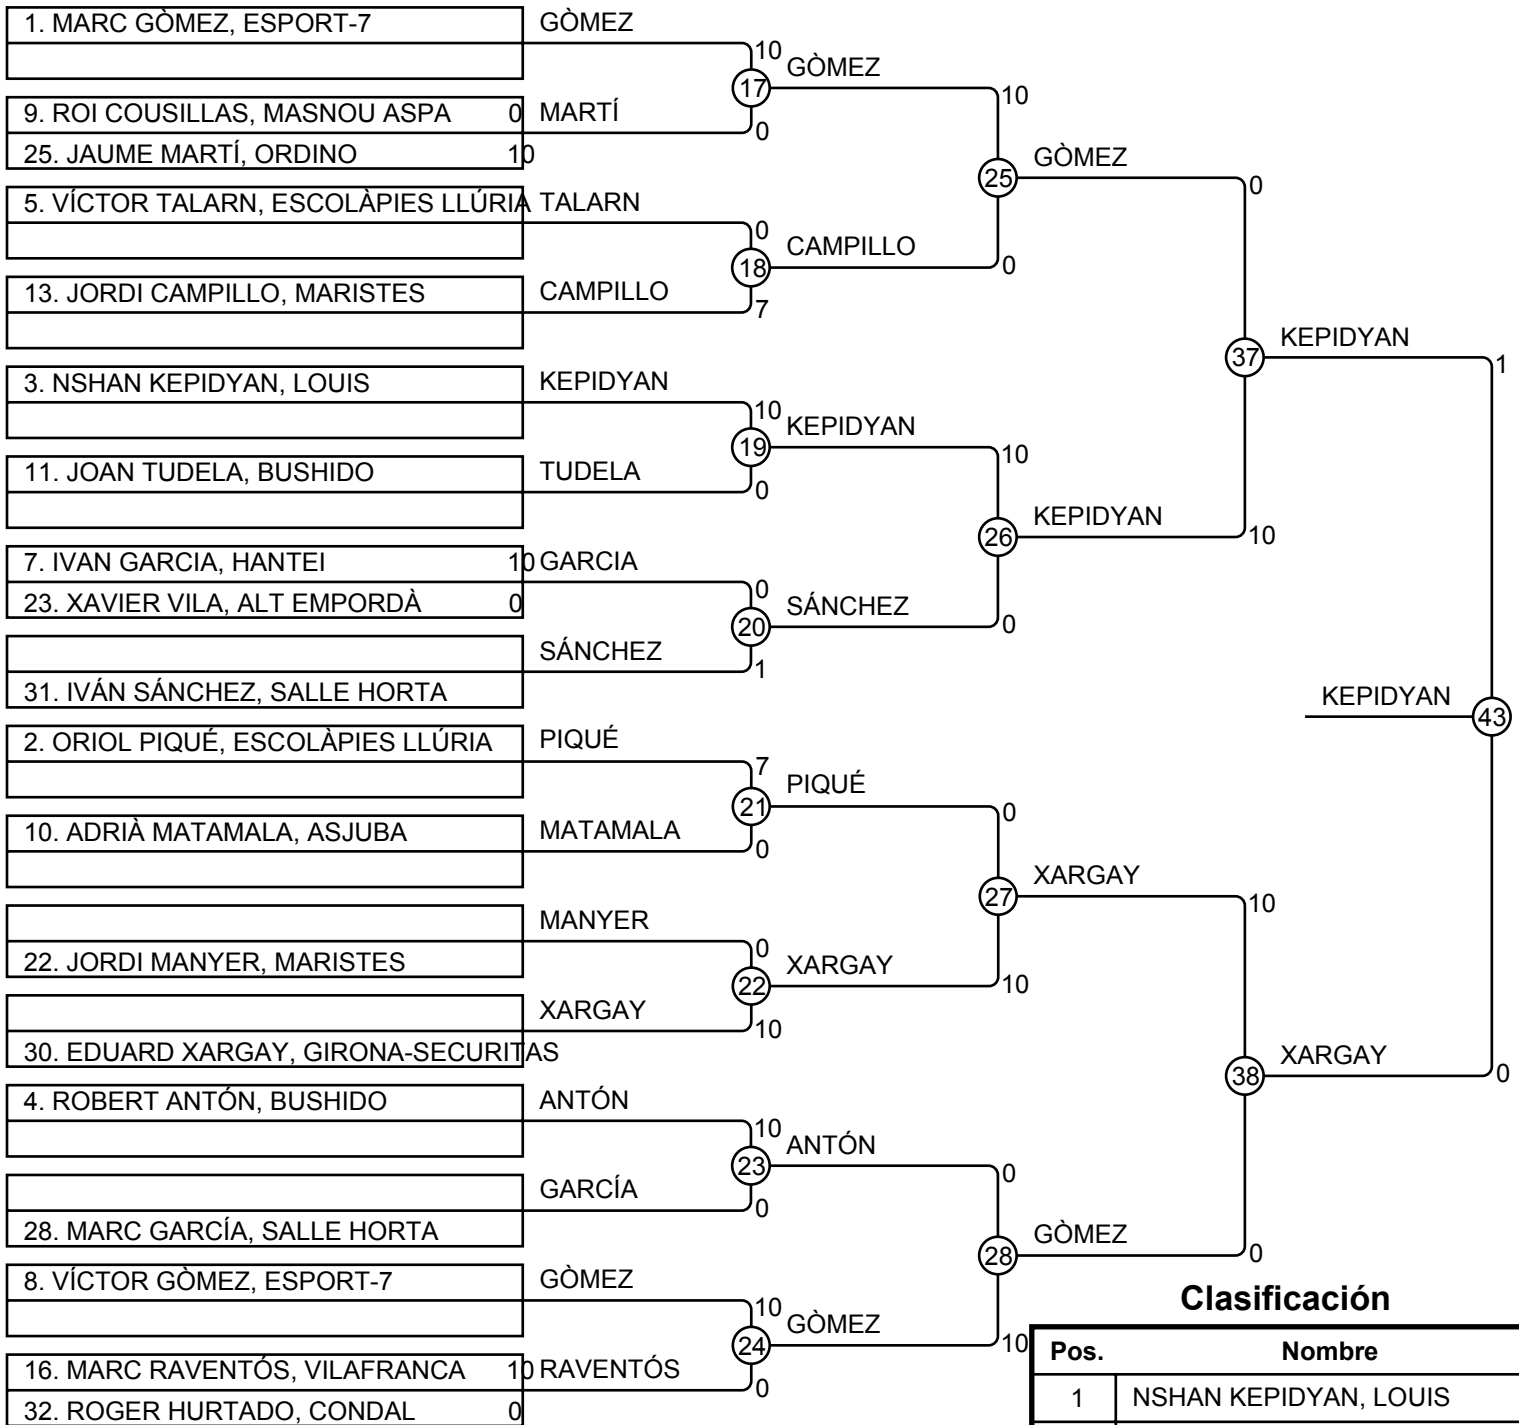 1. MARC GÒMEZ, ESPORT-7
GÒMEZ
10
GÒMEZ
17
10
9. ROI COUSILLAS, MASNOU ASPA 0
MARTÍ
0
25. JAUME MARTÍ, ORDINO 10
GÒMEZ
25
0
5. VÍCTOR TALARN, ESCOLÀPIES LLÚRIA
TALARN
0
CAMPILLO
18
0
13. JORDI CAMPILLO, MARISTES
CAMPILLO
7
KEPIDYAN
37
1
3. NSHAN KEPIDYAN, LOUIS
KEPIDYAN
10
KEPIDYAN
19
10
11. JOAN TUDELA, BUSHIDO
TUDELA
0
KEPIDYAN
26
10
7. IVAN GARCIA, HANTEI 10
GARCIA
0
23. XAVIER VILA, ALT EMPORDÀ 0
SÁNCHEZ
20
0
SÁNCHEZ
1
31. IVÁN SÁNCHEZ, SALLE HORTA
KEPIDYAN
43
2. ORIOL PIQUÉ, ESCOLÀPIES LLÚRIA
PIQUÉ
7
PIQUÉ
21
0
10. ADRIÀ MATAMALA, ASJUBA
MATAMALA
0
XARGAY
27
10
MANYER
0
22. JORDI MANYER, MARISTES
XARGAY
22
10
XARGAY
10
30. EDUARD XARGAY, GIRONA-SECURITAS
XARGAY
38
0
4. ROBERT ANTÓN, BUSHIDO
ANTÓN
10
ANTÓN
23
0
GARCÍA
0
28. MARC GARCÍA, SALLE HORTA
GÒMEZ
28
0
8. VÍCTOR GÒMEZ, ESPORT-7
GÒMEZ
10
GÒMEZ
24
10
16. MARC RAVENTÓS, VILAFRANCA 10
RAVENTÓS
0
32. ROGER HURTADO, CONDAL 0
Clasificación
Pos. Nombre
1 NSHAN KEPIDYAN, LOUIS